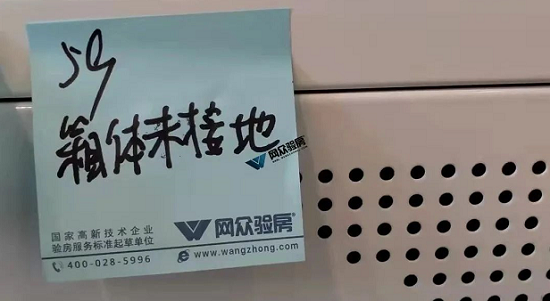 59
箱体未接地
网众验房
国家高新技术企业
验房服务标准起草单位
网众验房®
400-028-5996
www.wangzhong.com